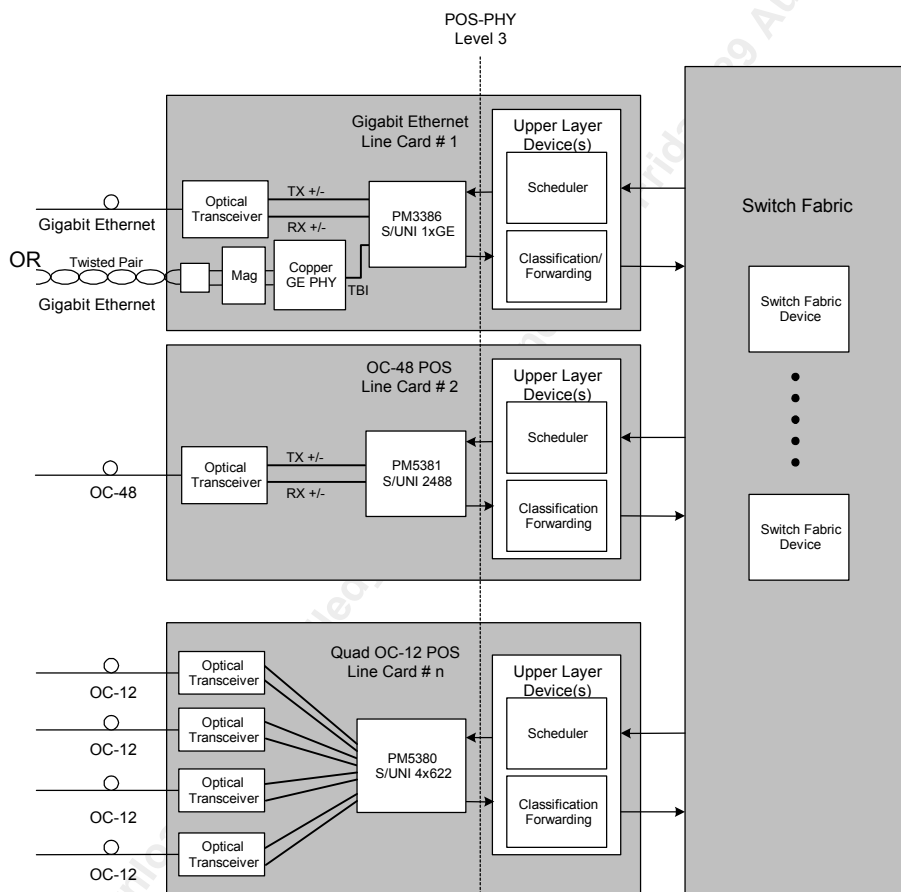 POS-PHY
Level 3
Gigabit Ethernet
Line Card # 1
Upper Layer
Device(s)
Scheduler
Classification/
Forwarding
Optical
Transceiver
TX +/-
RX +/-
PM3386
S/UNI 1xGE
Gigabit Ethernet
OR
Twisted Pair
Gigabit Ethernet
Mag
Copper
GE PHY
TBI
Switch Fabric
Switch Fabric
Device
Switch Fabric
Device
OC-48 POS
Line Card # 2
Upper Layer
Device(s)
Scheduler
Classification
Forwarding
Optical
Transceiver
TX +/-
RX +/-
PM5381
S/UNI 2488
OC-48
Quad OC-12 POS
Line Card # n
Upper Layer
Device(s)
Scheduler
Classification
Forwarding
PM5380
S/UNI 4x622
Optical
Transceiver
OC-12
Optical
Transceiver
OC-12
Optical
Transceiver
OC-12
Optical
Transceiver
OC-12